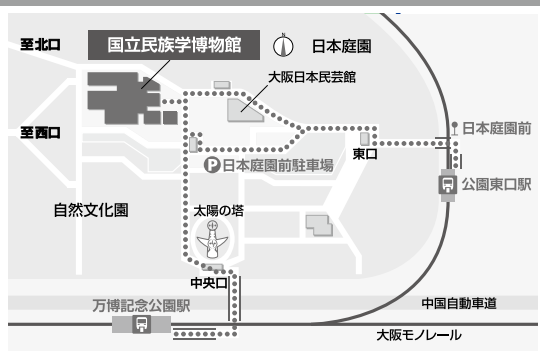 至北口
国立民族学博物館
日本庭園
大阪日本民芸館
至西口
日本庭園前
東口
P日本庭園前駐車場
公園東口駅
自然文化園
太陽の塔
中央口
万博記念公園駅
中国自動車道
大阪モノレール